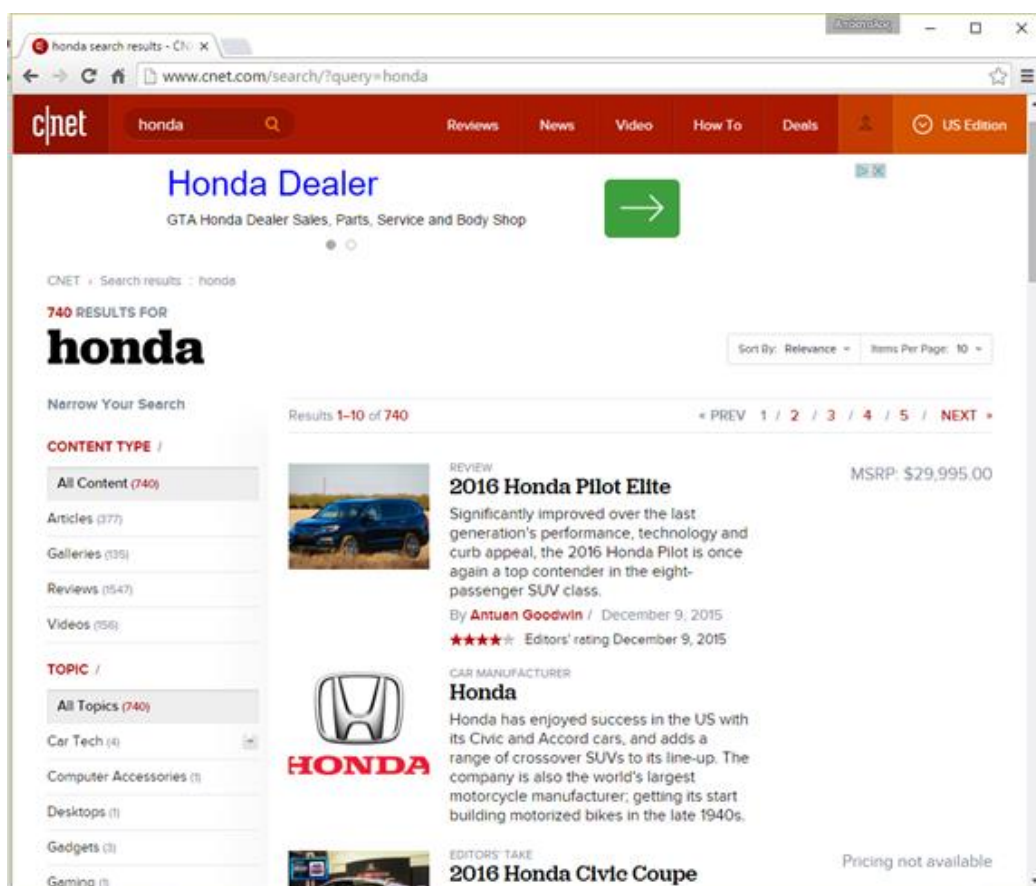 honda search results - CN
www.cnet.com/search/?query=honda
c|net
honda
Reviews
News
Video
How To
Deals
US Edition
Honda Dealer
GTA Honda Dealer Sales, Parts, Service and Body Shop
CNET › Search results : honda
740 RESULTS FOR
honda
Sort By: Relevance
Items Per Page: 10
Narrow Your Search
Results 1–10 of 740
« PREV 1 / 2 / 3 / 4 / 5 / NEXT »
CONTENT TYPE /
All Content (740)
Articles (377)
Galleries (135)
Reviews (1547)
Videos (156)
TOPIC /
All Topics (740)
Car Tech (4)
Computer Accessories (1)
Desktops (1)
Gadgets (3)
Gaming (1)
REVIEW
2016 Honda Pilot Elite
MSRP: $29,995.00
Significantly improved over the last
generation's performance, technology and
curb appeal, the 2016 Honda Pilot is once
again a top contender in the eight-
passenger SUV class.
By Antuan Goodwin / December 9, 2015
Editors' rating December 9, 2015
HONDA
CAR MANUFACTURER
Honda
Honda has enjoyed success in the US with
its Civic and Accord cars, and adds a
range of crossover SUVs to its line-up. The
company is also the world's largest
motorcycle manufacturer; getting its start
building motorized bikes in the late 1940s.
EDITORS' TAKE
2016 Honda Civic Coupe
Pricing not available